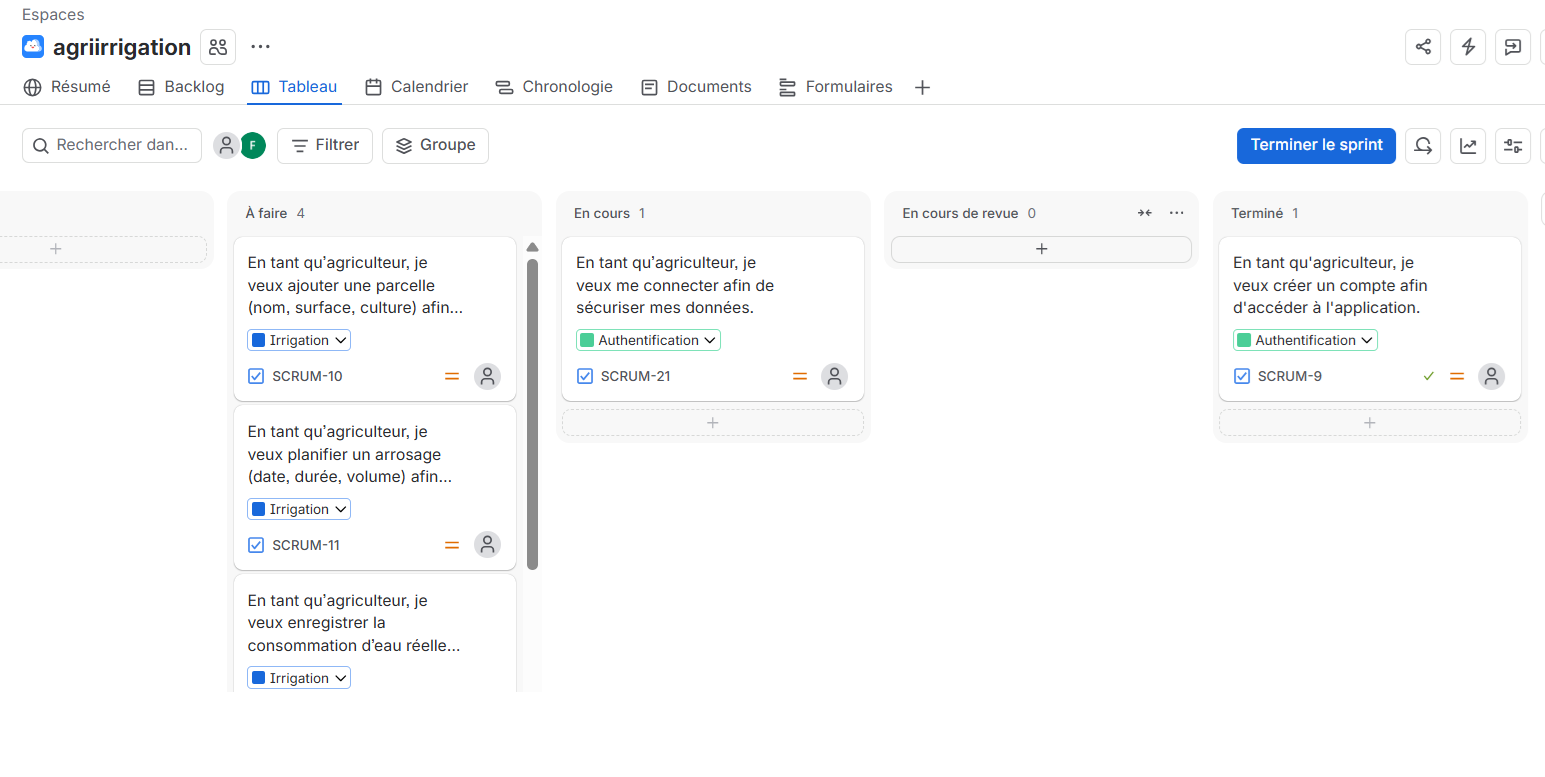 Espaces
agriirrigation
Résumé
Backlog
Tableau
Calendrier
Chronologie
Documents
Formulaires
Rechercher dan...
F
Filtrer
Groupe
Terminer le sprint
À faire 4
En tant qu’agriculteur, je
veux ajouter une parcelle
(nom, surface, culture) afin...
Irrigation
SCRUM-10
En tant qu’agriculteur, je
veux planifier un arrosage
(date, durée, volume) afin...
Irrigation
SCRUM-11
En tant qu’agriculteur, je
veux enregistrer la
consommation d’eau réelle...
Irrigation
En cours 1
En tant qu’agriculteur, je
veux me connecter afin de
sécuriser mes données.
Authentification
SCRUM-21
En cours de revue 0
Terminé 1
En tant qu'agriculteur, je
veux créer un compte afin
d'accéder à l'application.
Authentification
SCRUM-9